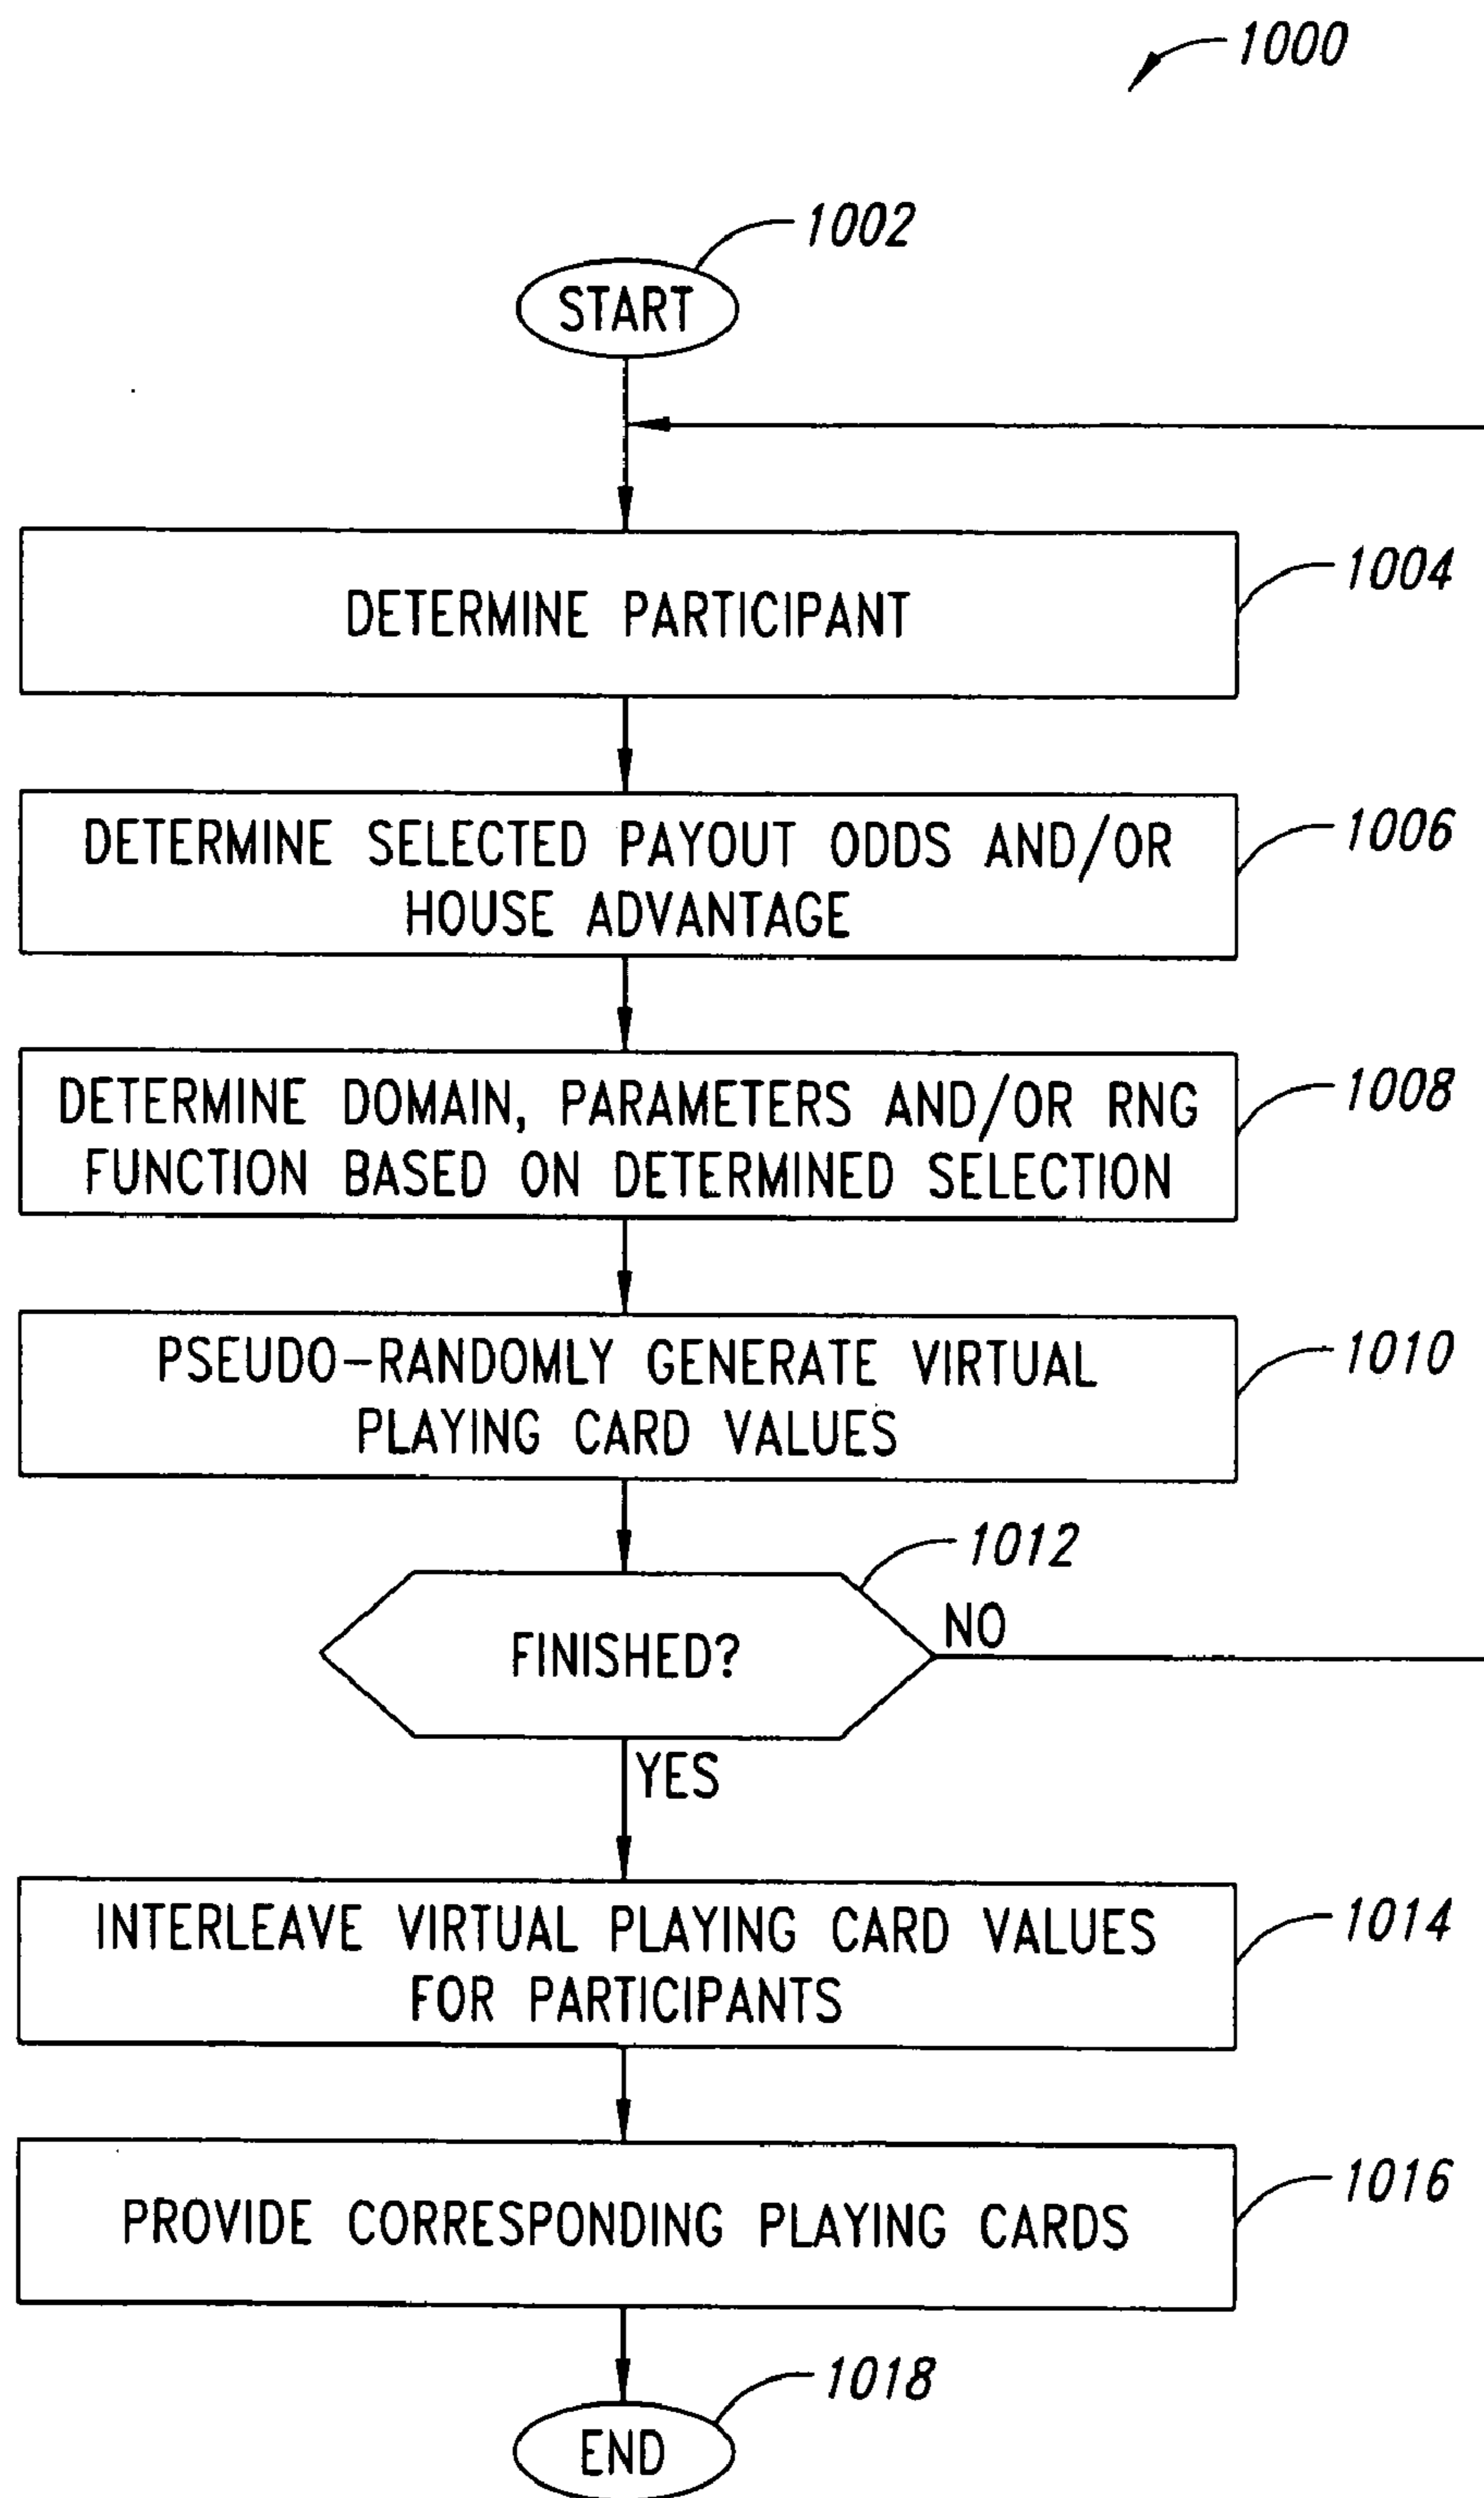 1000
1002
START
DETERMINE PARTICIPANT
1004
DETERMINE SELECTED PAYOUT ODDS AND/OR
HOUSE ADVANTAGE
1006
DETERMINE DOMAIN, PARAMETERS AND/OR RNG
FUNCTION BASED ON DETERMINED SELECTION
1008
PSEUDO-RANDOMLY GENERATE VIRTUAL
PLAYING CARD VALUES
1010
1012
FINISHED?
NO
YES
INTERLEAVE VIRTUAL PLAYING CARD VALUES
FOR PARTICIPANTS
1014
PROVIDE CORRESPONDING PLAYING CARDS
1016
1018
END